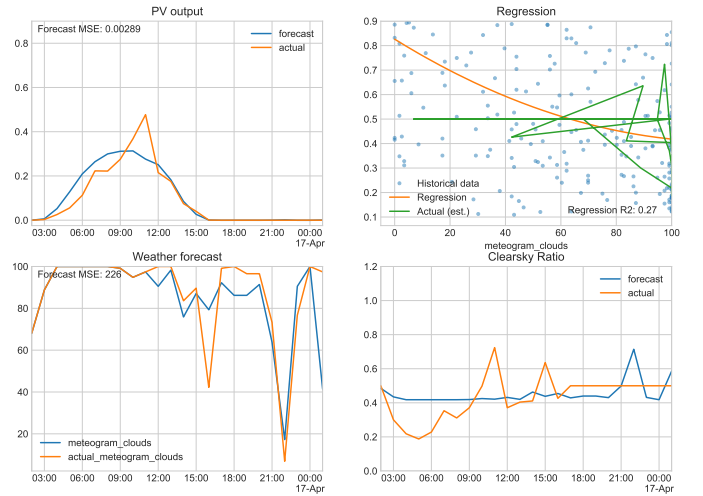 PV output
Forecast MSE: 0.00289
forecast
actual
0.8
0.6
0.4
0.2
0.0
03:00 06:00 09:00 12:00 15:00 18:00 21:00 00:00
17-Apr
Regression
0.9
0.8
0.7
0.6
0.5
0.4
0.3
0.2
0.1
Historical data
Regression
Actual (est.)
Regression R2: 0.27
0 20 40 60 80 100
meteogram_clouds
Weather forecast
Forecast MSE: 226
100
80
60
40
20
meteogram_clouds
actual_meteogram_clouds
03:00 06:00 09:00 12:00 15:00 18:00 21:00 00:00
17-Apr
Clearsky Ratio
forecast
actual
1.2
1.0
0.8
0.6
0.4
0.2
0.0
03:00 06:00 09:00 12:00 15:00 18:00 21:00 00:00
17-Apr